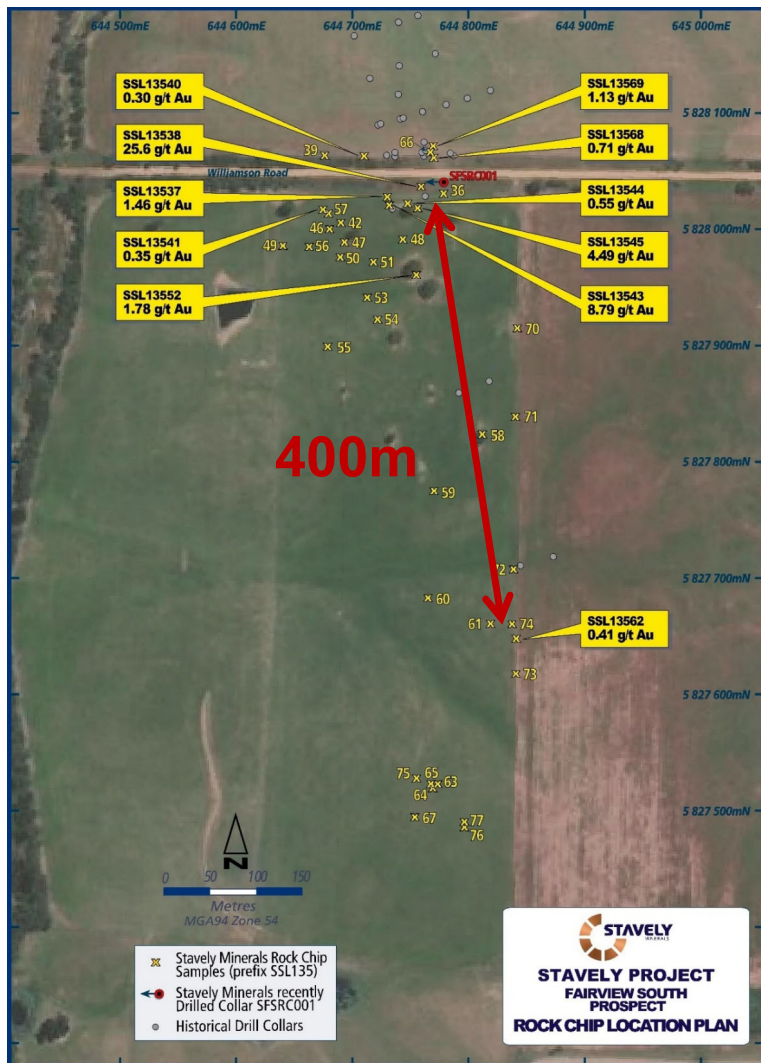 644 500mE 644 600mE 644 700mE 644 800mE 644 900mE 645 000mE
SSL13540
0.30 g/t Au
SSL13569
1.13 g/t Au
5 828 100mN
SSL13538
25.6 g/t Au
39
66
SSL13568
0.71 g/t Au
Williamson Road
SFSRC001
36
SSL13537
1.46 g/t Au
SSL13544
0.55 g/t Au
57
42
46
5 828 000mN
SSL13541
0.35 g/t Au
49
56
47
48
50
51
SSL13545
4.49 g/t Au
SSL13552
1.78 g/t Au
SSL13543
8.79 g/t Au
53
54
70
55
5 827 900mN
71
58
400m
5 827 800mN
59
72
5 827 700mN
60
61
74
SSL13562
0.41 g/t Au
73
5 827 600mN
75
65
63
64
67
77
76
5 827 500mN
N
0 50 100 150
Metres
MGA94 Zone 54
Stavely Minerals Rock Chip
Samples (prefix SSL135)
Stavely Minerals recently
Drilled Collar SFSRC001
Historical Drill Collars
STAVELY
MINERALS
STAVELY PROJECT
FAIRVIEW SOUTH
PROSPECT
ROCK CHIP LOCATION PLAN